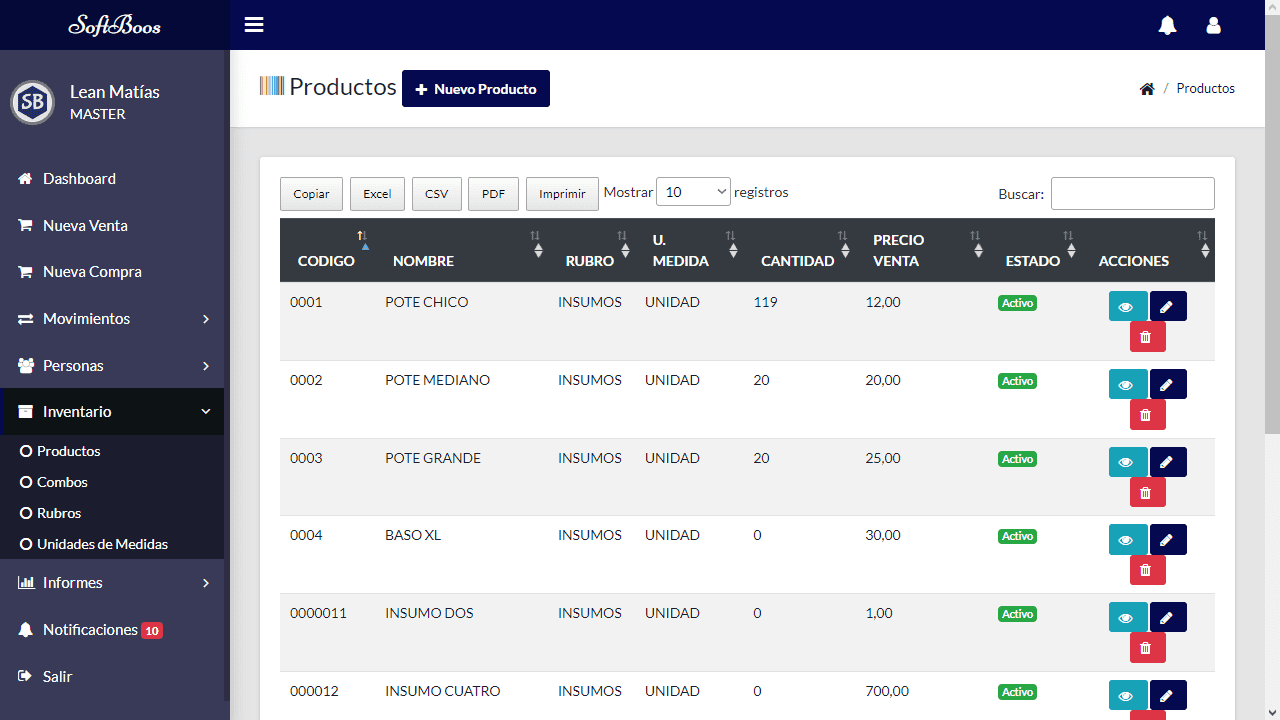 SoftBoos
SB
Lean Matías
MASTER
Dashboard
Nueva Venta
Nueva Compra
Movimientos
Personas
Inventario
Productos
Combos
Rubros
Unidades de Medidas
Informes
Notificaciones 10
Salir
Productos + Nuevo Producto
/ Productos
Copiar Excel CSV PDF Imprimir Mostrar 10 registros Buscar:
CODIGO NOMBRE RUBRO U. MEDIDA CANTIDAD PRECIO VENTA ESTADO ACCIONES
0001 POTE CHICO INSUMOS UNIDAD 119 12,00 Activo
0002 POTE MEDIANO INSUMOS UNIDAD 20 20,00 Activo
0003 POTE GRANDE INSUMOS UNIDAD 20 25,00 Activo
0004 BASO XL INSUMOS UNIDAD 0 30,00 Activo
0000011 INSUMO DOS INSUMOS UNIDAD 0 1,00 Activo
000012 INSUMO CUATRO INSUMOS UNIDAD 0 700,00 Activo